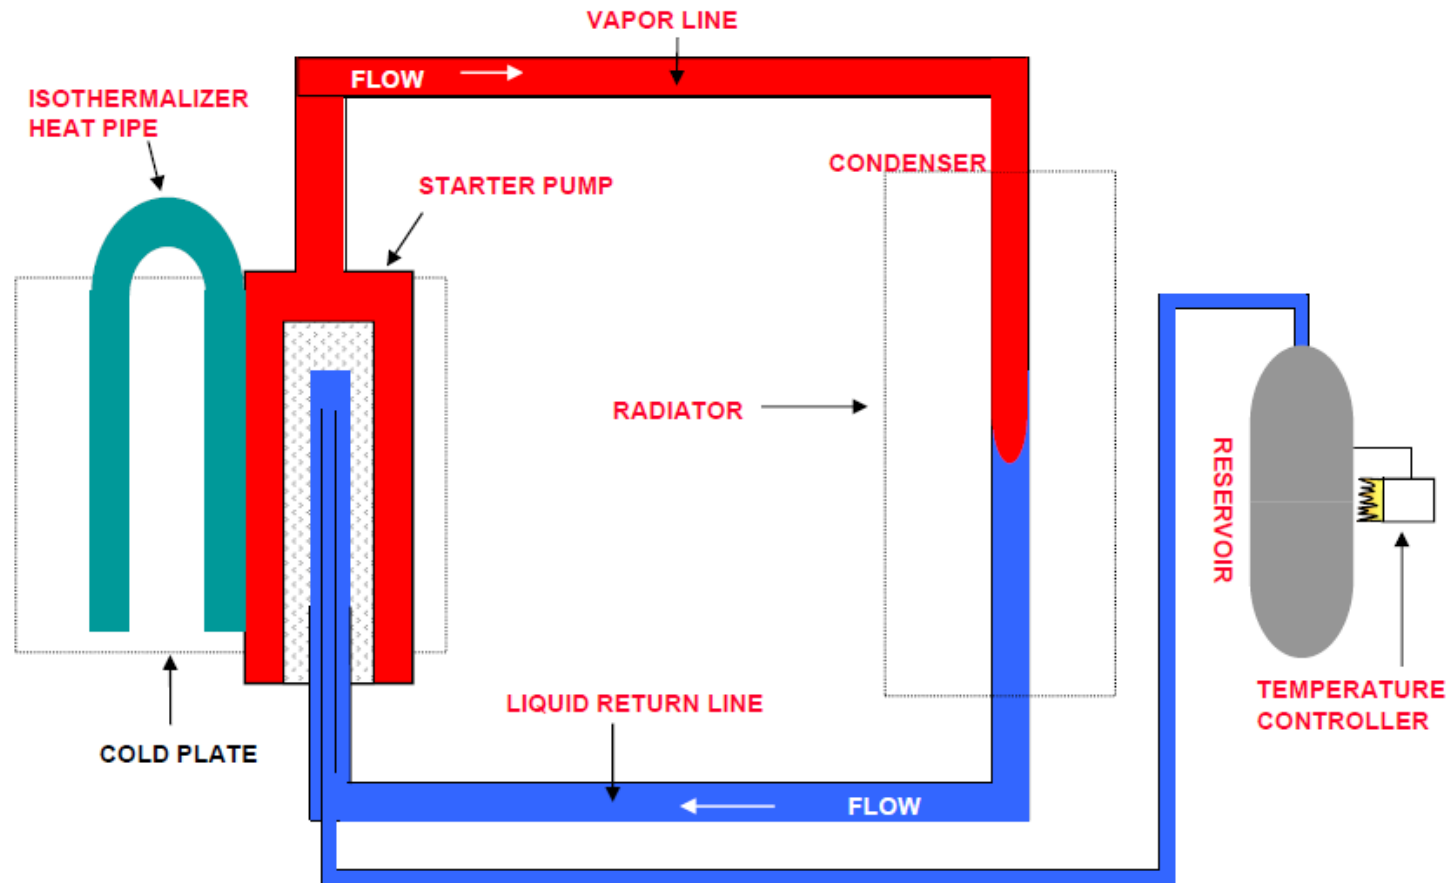 VAPOR LINE
FLOW
ISOTHERMALIZER
HEAT PIPE
CONDENSER
STARTER PUMP
RADIATOR
RESERVOIR
LIQUID RETURN LINE
TEMPERATURE
CONTROLLER
COLD PLATE
FLOW